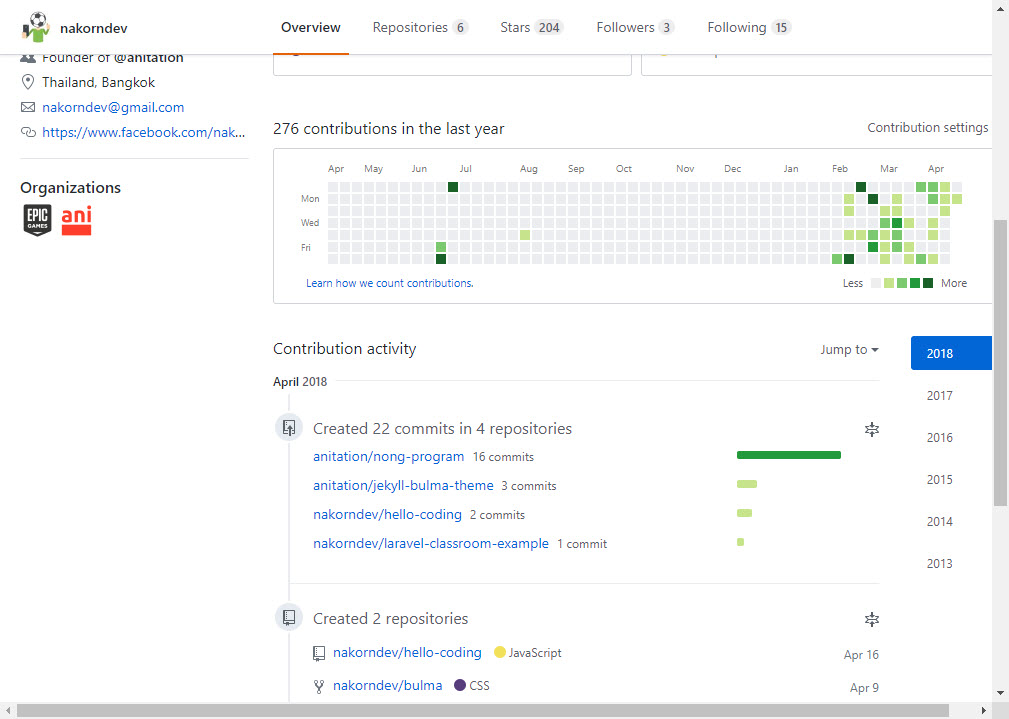 nakorndev
Overview
Repositories 6
Stars 204
Followers 3
Following 15
Founder of @anitation
Thailand, Bangkok
nakorndev@gmail.com
https://www.facebook.com/nak...
Organizations
EPIC
GAMES
ani
276 contributions in the last year
Contribution settings
Apr May Jun Jul Aug Sep Oct Nov Dec Jan Feb Mar Apr
Mon
Wed
Fri
Learn how we count contributions.
Less More
Contribution activity
Jump to
April 2018
Created 22 commits in 4 repositories
anitation/nong-program 16 commits
anitation/jekyll-bulma-theme 3 commits
nakorndev/hello-coding 2 commits
nakorndev/laravel-classroom-example 1 commit
Created 2 repositories
nakorndev/hello-coding JavaScript Apr 16
nakorndev/bulma CSS Apr 9
2018
2017
2016
2015
2014
2013